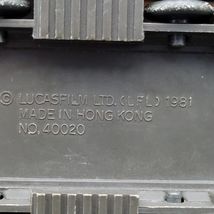 © LUCASFILM LTD. (LFL) 1981
MADE IN HONG KONG
NO. 40020